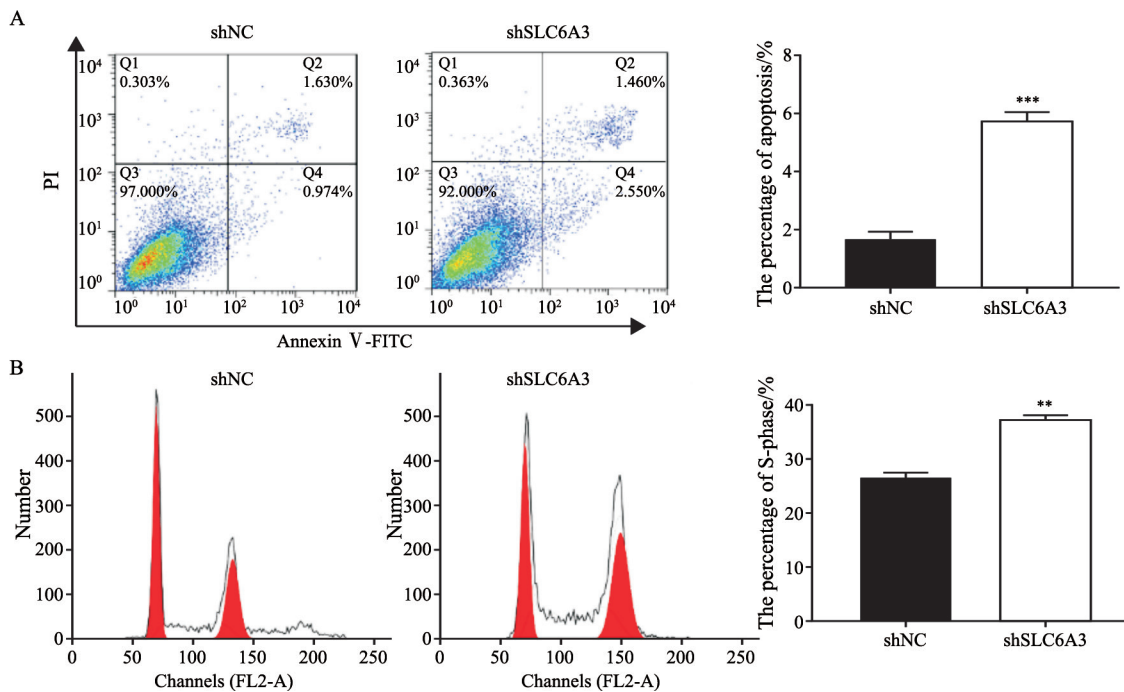 A
shNC
shSLC6A3
10⁴
10³
10²
10¹
10⁰
PI
Q1
0.303%
Q2
1.630%
Q3
97.000%
Q4
0.974%
10⁰ 10¹ 10² 10³ 10⁴
10⁴
10³
10²
10¹
10⁰
Q1
0.363%
Q2
1.460%
Q3
92.000%
Q4
2.550%
10⁰ 10¹ 10² 10³ 10⁴
Annexin Ⅴ-FITC
The percentage of apoptosis/%
8
6
4
2
0
***
shNC shSLC6A3
B
shNC
Number
500
400
300
200
100
0
0 50 100 150 200 250
Channels (FL2-A)
shSLC6A3
Number
500
400
300
200
100
0
0 50 100 150 200 250
Channels (FL2-A)
The percentage of S-phase/%
40
30
20
10
0
**
shNC shSLC6A3